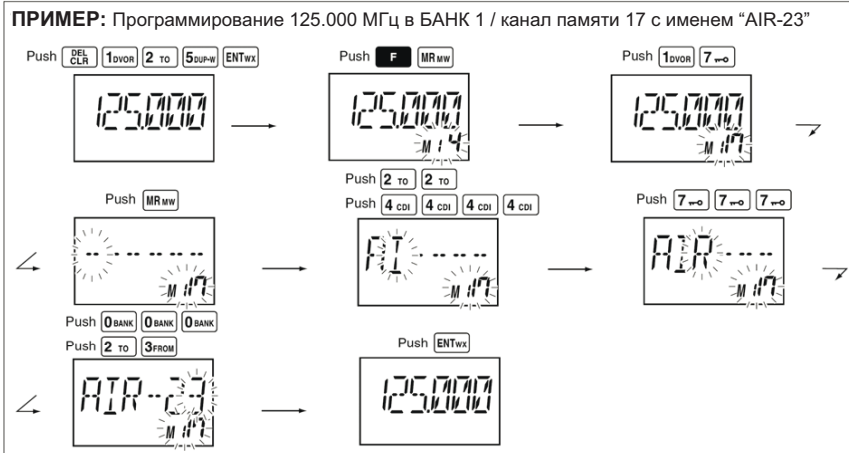 ПРИМЕР: Программирование 125.000 МГц в БАНК 1 / канал памяти 17 с именем “AIR-23”
Push DEL CLR 1DVOR 2 TO 5DUP-W ENTWX
Push F MR MW
Push 1DVOR 7
125.000
125.000
M 14
125.000
M 17
Push MR MW
Push 2 TO 2 TO
Push 4 CDI 4 CDI 4 CDI 4 CDI
Push 7 7 7
-- -- -- -- -- --
M 17
AI -- -- -- --
M 17
AIR -- -- --
M 17
Push 0 BANK 0 BANK 0 BANK
Push 2 TO 3FROM
Push ENTWX
AIR-23
M 17
125.000